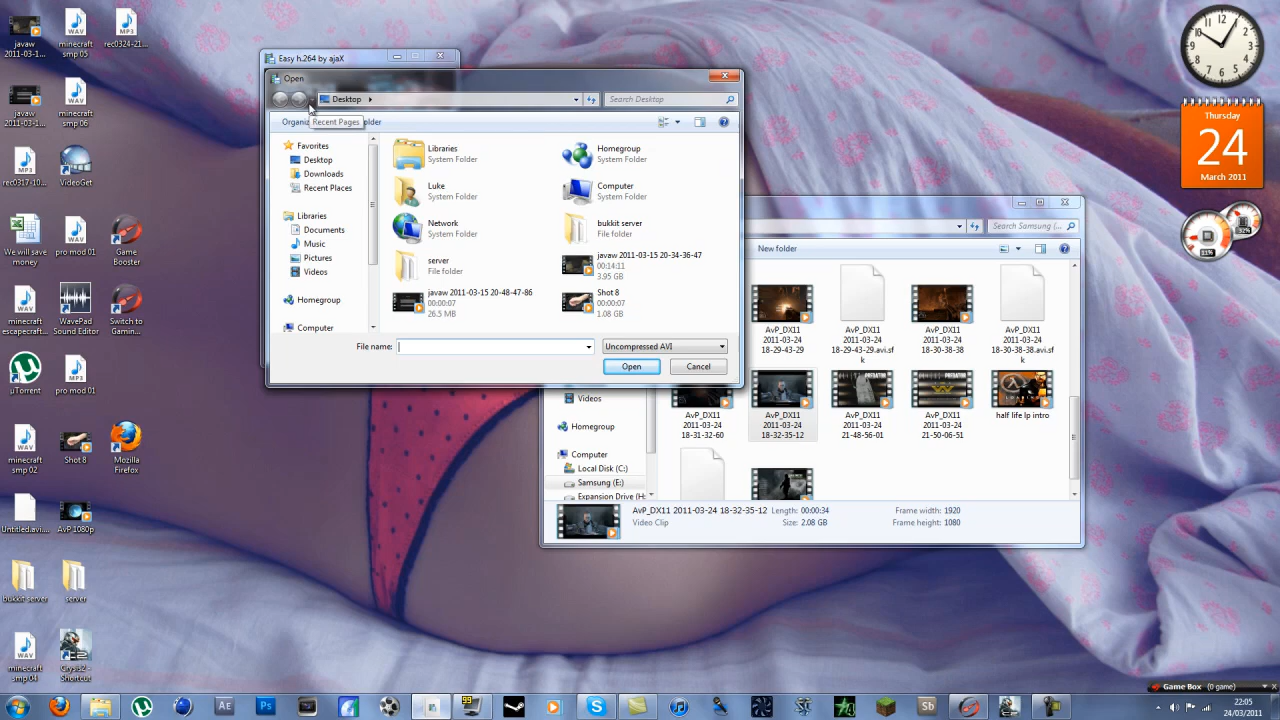 javaw
2011-03-1...
minecraft
smp 05
rec0324-21...
javaw
2011-03-1...
minecraft
smp 06
rec0317-10...
VideoGet
We will save
money
pro mod 01
Game
Booster
minecraft
escapecraft...
WavePad
Sound Editor
Switch to
Gamin...
µTorrent
pro mod 01
minecraft
smp 02
Shot 8
Mozilla
Firefox
Untitled.avi....
AvP 1080p
bukkit server
server
minecraft
smp 04
Crysis2 -
Shortcut
Easy h.264 by ajaX
Open
Desktop
Search Desktop
Organi
Recent Pages
older
Favorites
Desktop
Downloads
Recent Places
Libraries
Documents
Music
Pictures
Videos
Homegroup
Computer
Libraries
System Folder
Homegroup
System Folder
Luke
System Folder
Computer
System Folder
Network
System Folder
bukkit server
File folder
server
File folder
javaw 2011-03-15 20-34-36-47
00:14:11
3.95 GB
javaw 2011-03-15 20-48-47-86
00:00:07
26.5 MB
Shot 8
00:00:07
1.08 GB
File name:
Uncompressed AVI
Open
Cancel
Search Samsung (...
New folder
AvP_DX11
2011-03-24
18-29-43-29
AvP_DX11
2011-03-24
18-29-43-29.avi.sf
k
AvP_DX11
2011-03-24
18-30-38-38
AvP_DX11
2011-03-24
18-30-38-38.avi.sf
k
AvP_DX11
2011-03-24
18-31-32-60
AvP_DX11
2011-03-24
18-32-35-12
PREDATOR
AvP_DX11
2011-03-24
21-48-56-01
PREDATOR
AvP_DX11
2011-03-24
21-50-06-51
LOADING
half life lp intro
Videos
Homegroup
Computer
Local Disk (C:)
Samsung (E:)
Expansion Drive (H:
AvP_DX11 2011-03-24 18-32-35-12
Video Clip
Length: 00:00:34
Size: 2.08 GB
Frame width: 1920
Frame height: 1080
Thursday
24
March 2011
11%
32%
Game Box (0 game)
AE
Ps
99
Sb
22:05
24/03/2011